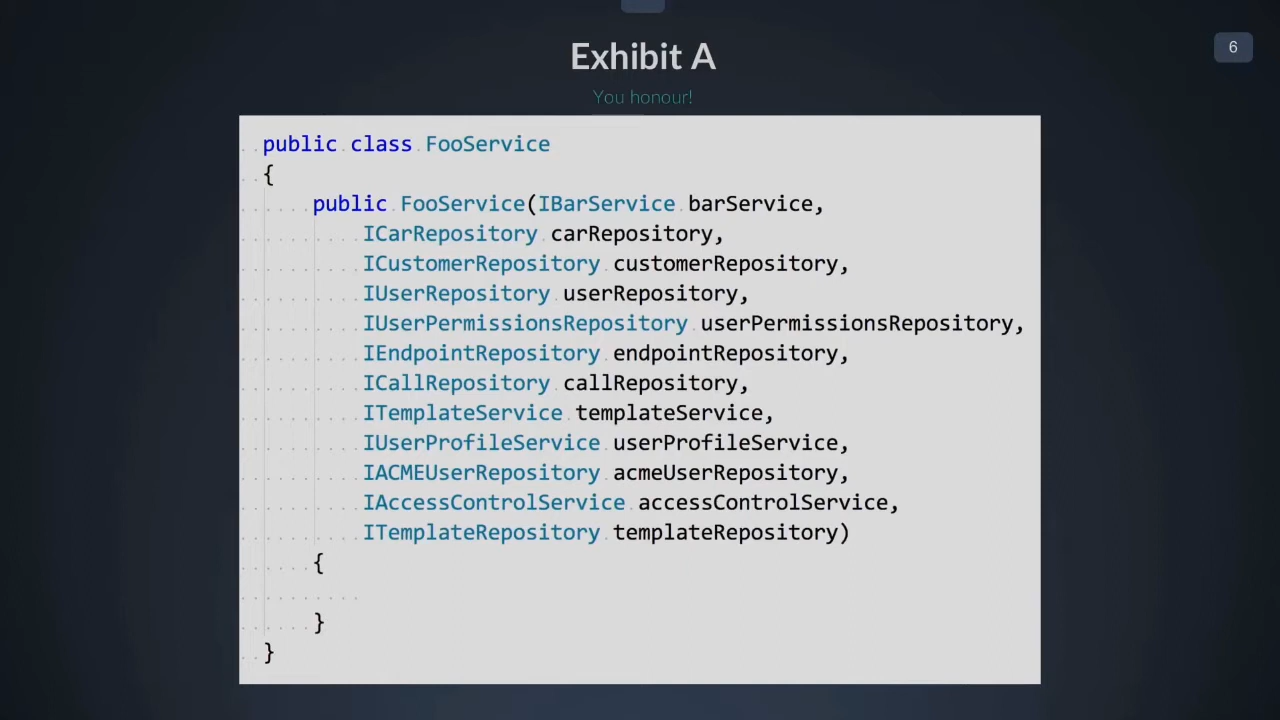 Exhibit A
6
You honour!
public class FooService
{
public FooService(IBarService barService,
ICarRepository carRepository,
ICustomerRepository customerRepository,
IUserRepository userRepository,
IUserPermissionsRepository userPermissionsRepository,
IEndpointRepository endpointRepository,
ICallRepository callRepository,
ITemplateService templateService,
IUserProfileService userProfileService,
IACMEUserRepository acmeUserRepository,
IAccessControlService accessControlService,
ITemplateRepository templateRepository)
{
}
}